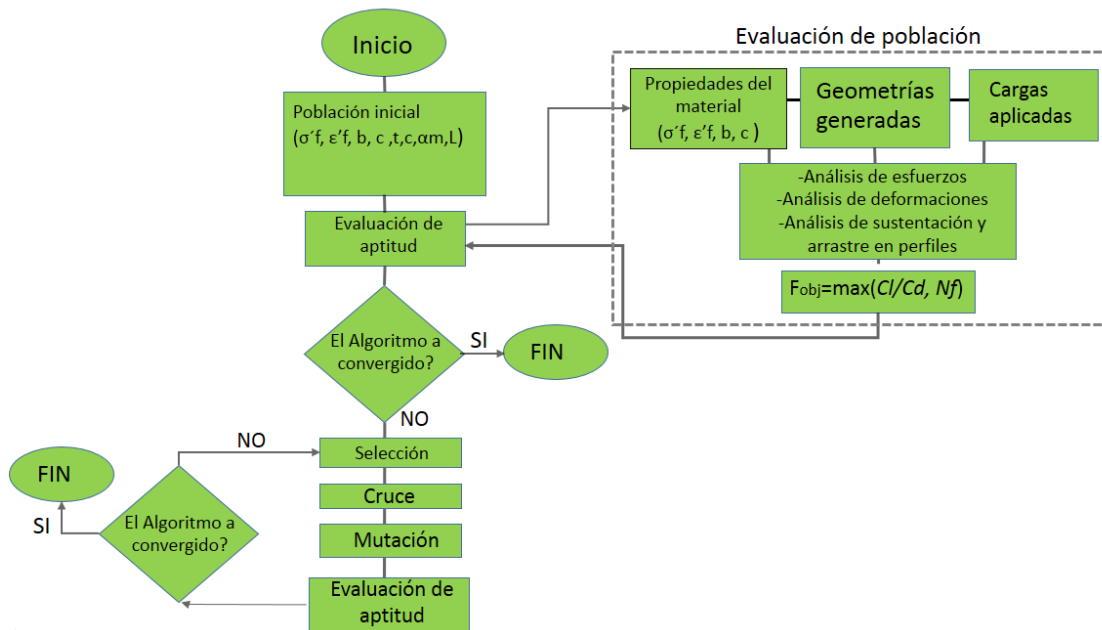 Inicio
Población inicial
(σ´f, ε’f, b, c ,t,c,αm,L)
Evaluación de
aptitud
El Algoritmo a
convergido?
SI
FIN
NO
Selección
Cruce
Mutación
Evaluación de
aptitud
El Algoritmo a
convergido?
NO
SI
FIN
Evaluación de población
Propiedades del
material
(σ´f, ε’f, b, c )
Geometrías
generadas
Cargas
aplicadas
-Análisis de esfuerzos
-Análisis de deformaciones
-Análisis de sustentación y
arrastre en perfiles
Fobj=max(Cl/Cd, Nf)